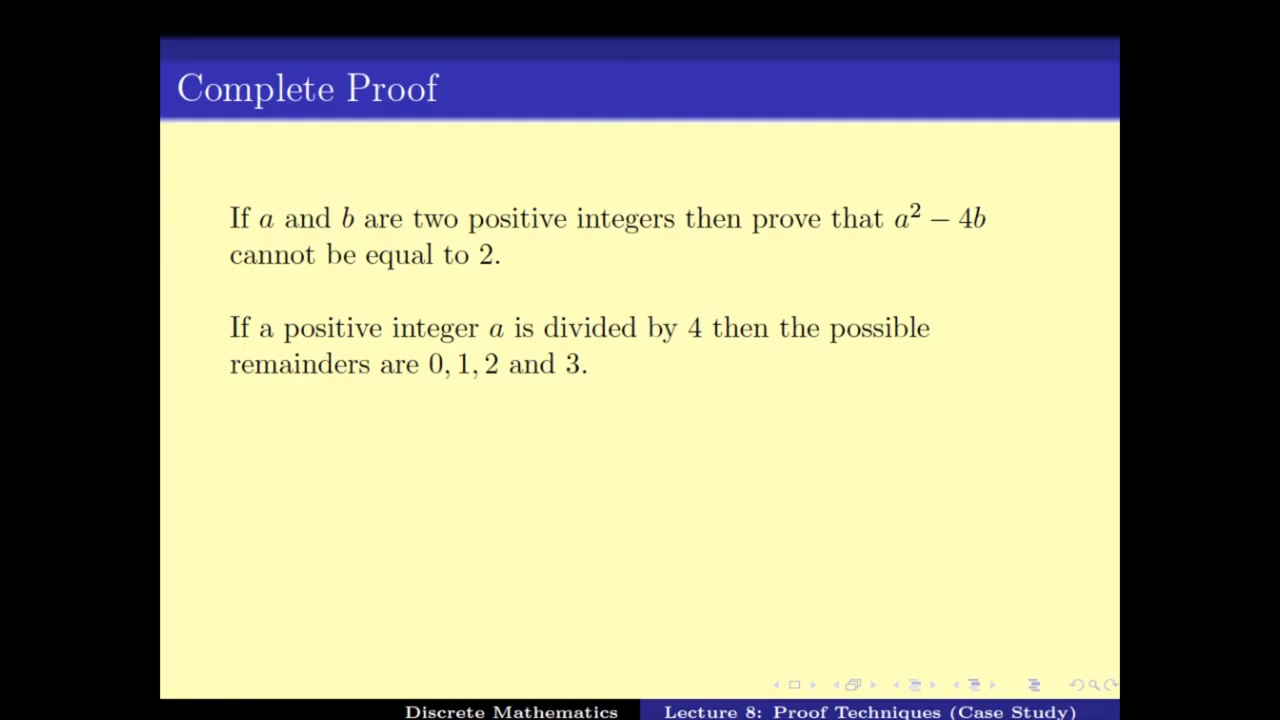 Complete Proof
If a and b are two positive integers then prove that a² − 4b
cannot be equal to 2.
If a positive integer a is divided by 4 then the possible
remainders are 0, 1, 2 and 3.
Discrete Mathematics
Lecture 8: Proof Techniques (Case Study)